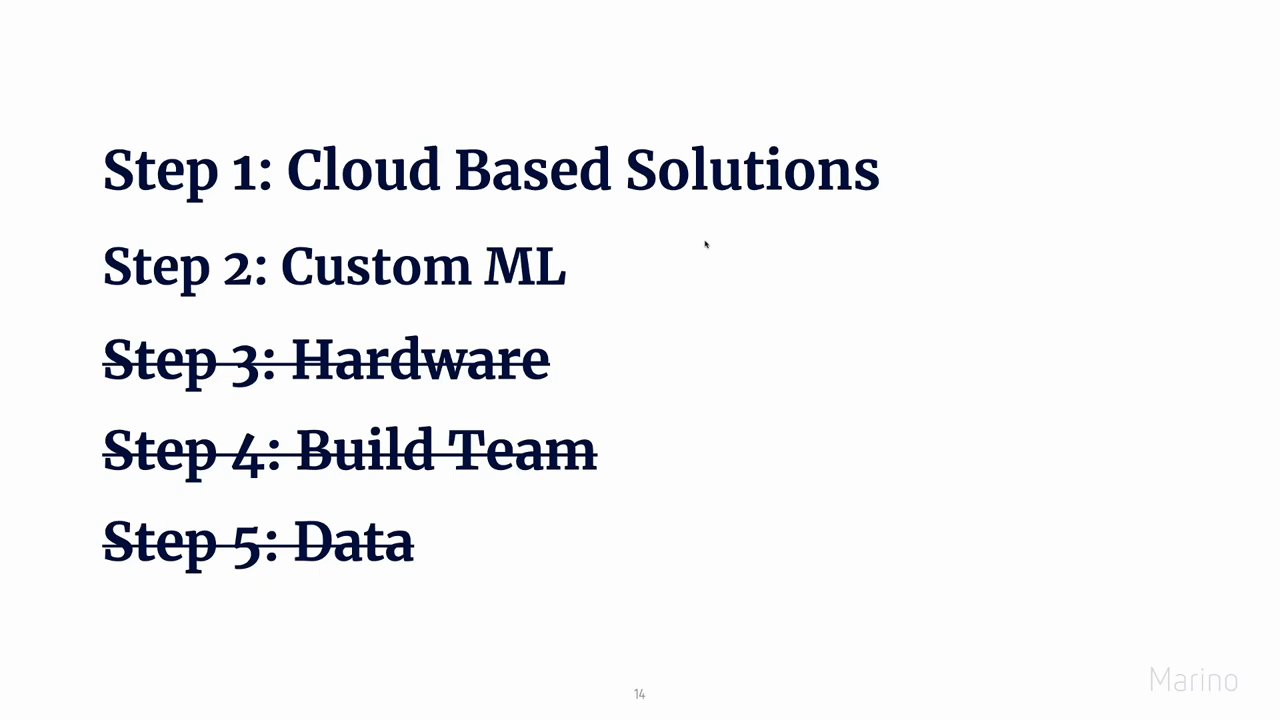 Step 1: Cloud Based Solutions
Step 2: Custom ML
Step 3: Hardware
Step 4: Build Team
Step 5: Data
14
Marino